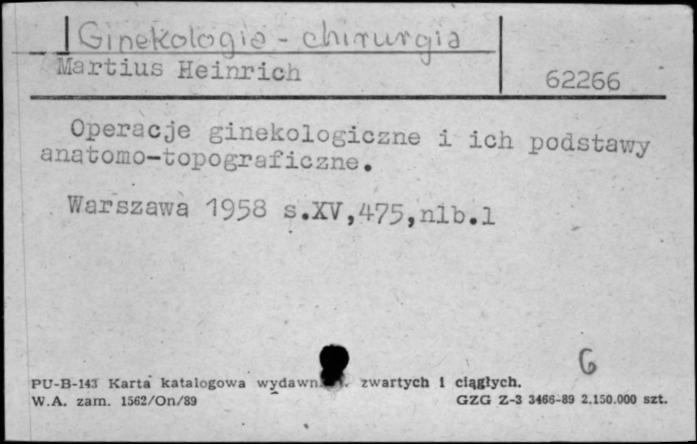 Ginekologia - chirurgia
Martius Heinrich
62266
Operacje ginekologiczne i ich podstawy
anatomo-topograficzne.
Warszawa 1958 s.XV,475,nlb.1
G
PU-B-143 Karta katalogowa wydawn. zwartych i ciągłych.
W.A. zam. 1562/On/89
GZG Z-3 3466-89 2.150.000 szt.